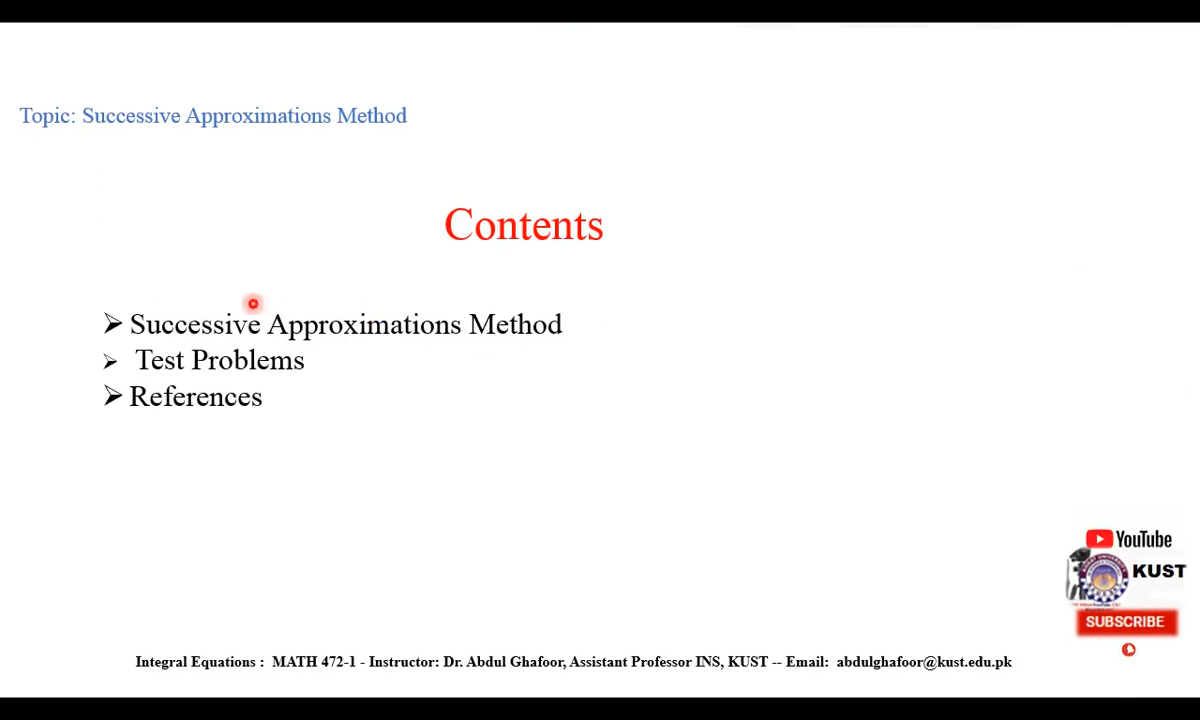 Topic: Successive Approximations Method
Contents
➢ Successive Approximations Method
➢ Test Problems
➢ References
YouTube
KUST
SUBSCRIBE
Integral Equations : MATH 472-1 - Instructor: Dr. Abdul Ghafoor, Assistant Professor INS, KUST -- Email: abdulghafoor@kust.edu.pk